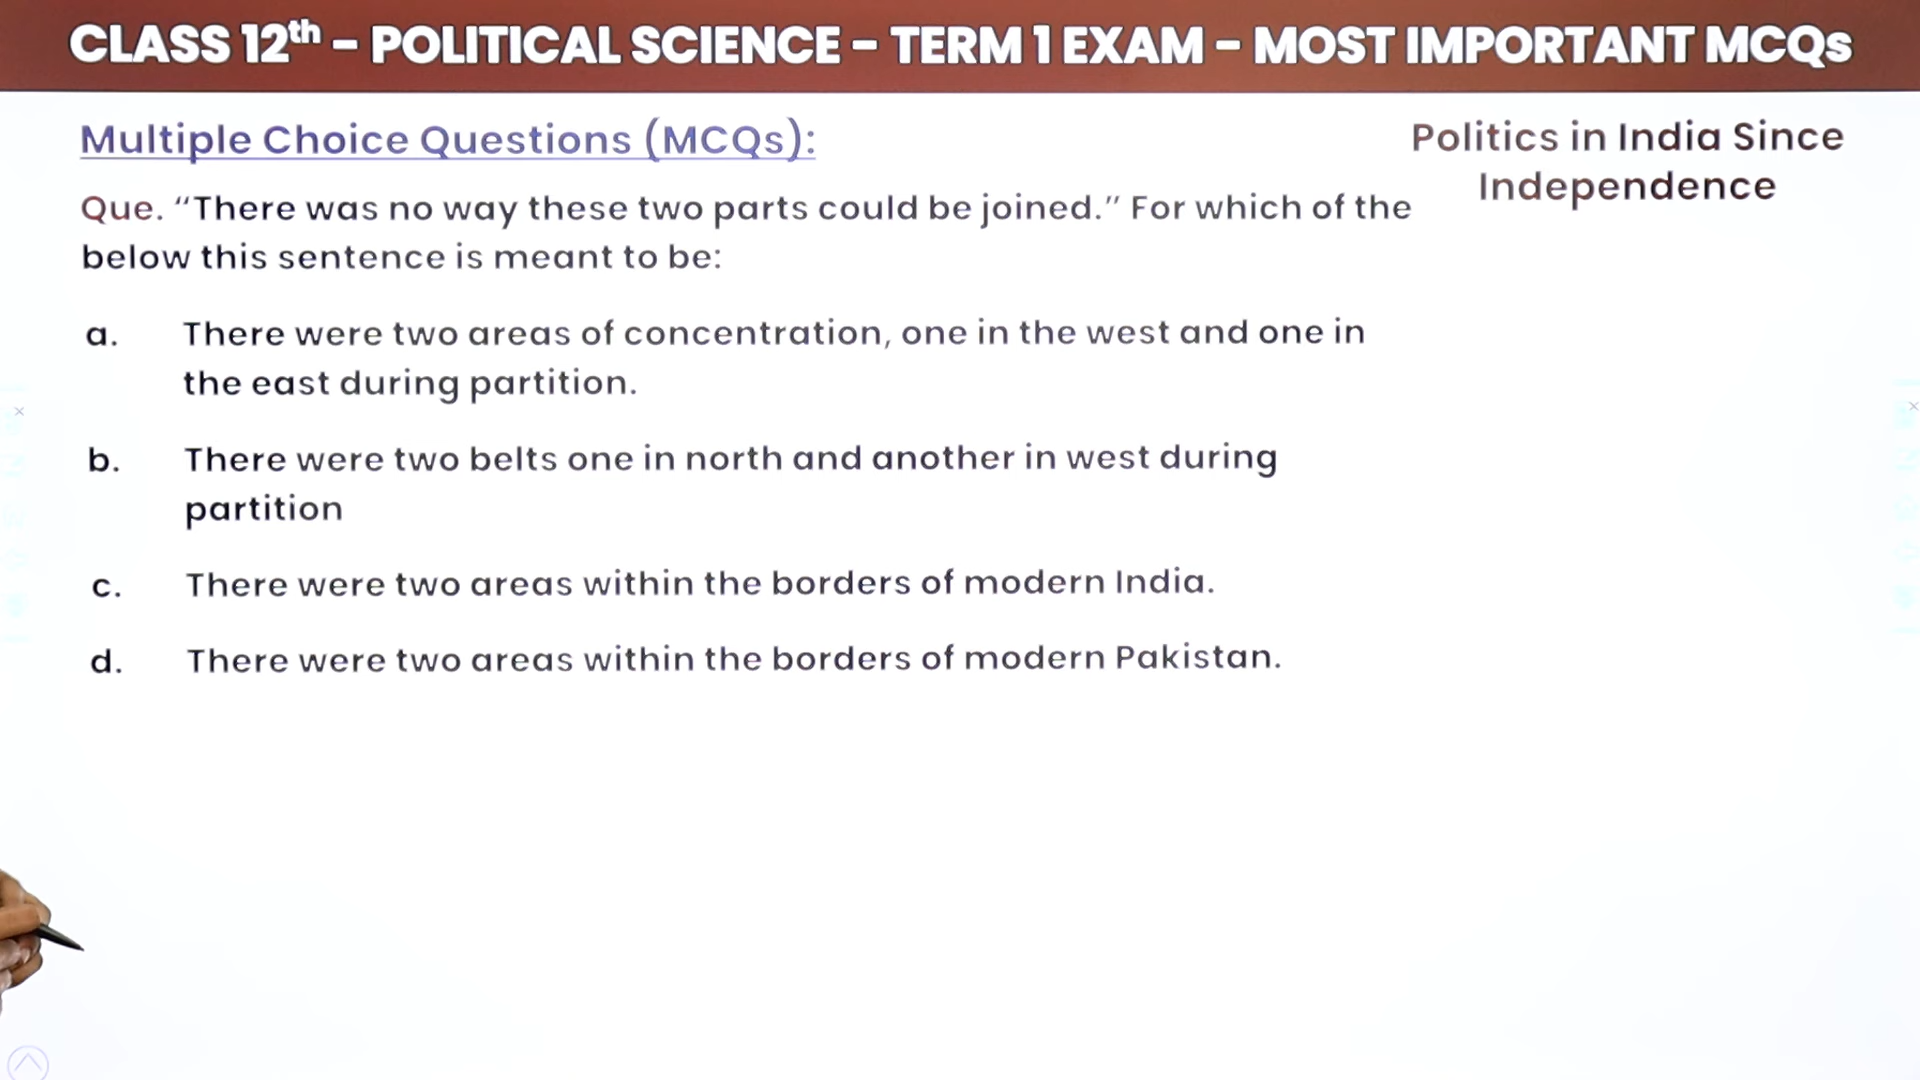 CLASS 12th – POLITICAL SCIENCE – TERM 1 EXAM – MOST IMPORTANT MCQs
Multiple Choice Questions (MCQs):
Politics in India Since
Independence
Que. “There was no way these two parts could be joined.” For which of the
below this sentence is meant to be:
a. There were two areas of concentration, one in the west and one in
the east during partition.
b. There were two belts one in north and another in west during
partition
c. There were two areas within the borders of modern India.
d. There were two areas within the borders of modern Pakistan.